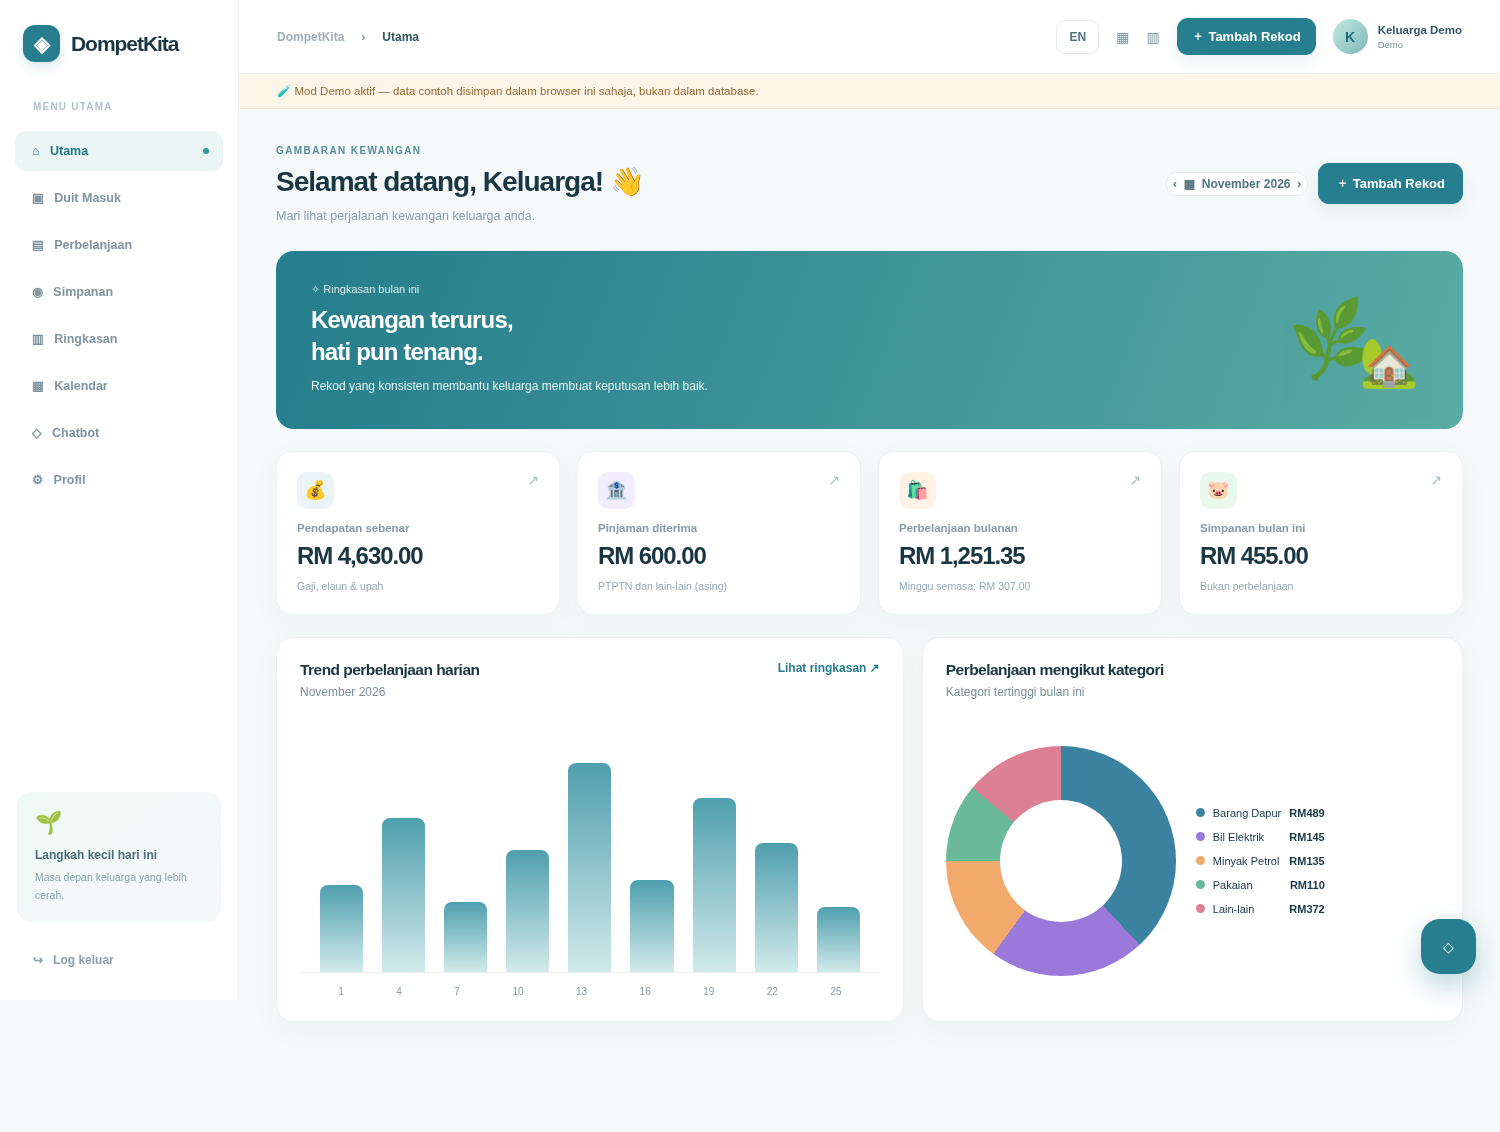 DompetKita
MENU UTAMA
Utama
Duit Masuk
Perbelanjaan
Simpanan
Ringkasan
Kalendar
Chatbot
Profil
Langkah kecil hari ini
Masa depan keluarga yang lebih
cerah.
Log keluar
DompetKita › Utama
EN
+ Tambah Rekod
K
Keluarga Demo
Demo
Mod Demo aktif — data contoh disimpan dalam browser ini sahaja, bukan dalam database.
GAMBARAN KEWANGAN
Selamat datang, Keluarga! 👋
Mari lihat perjalanan kewangan keluarga anda.
‹ November 2026 ›
+ Tambah Rekod
✧ Ringkasan bulan ini
Kewangan terurus,
hati pun tenang.
Rekod yang konsisten membantu keluarga membuat keputusan lebih baik.
Pendapatan sebenar
RM 4,630.00
Gaji, elaun & upah
Pinjaman diterima
RM 600.00
PTPTN dan lain-lain (asing)
Perbelanjaan bulanan
RM 1,251.35
Minggu semasa: RM 307.00
Simpanan bulan ini
RM 455.00
Bukan perbelanjaan
Trend perbelanjaan harian
November 2026
Lihat ringkasan ↗
1 4 7 10 13 16 19 22 25
Perbelanjaan mengikut kategori
Kategori tertinggi bulan ini
Barang Dapur RM489
Bil Elektrik RM145
Minyak Petrol RM135
Pakaian RM110
Lain-lain RM372